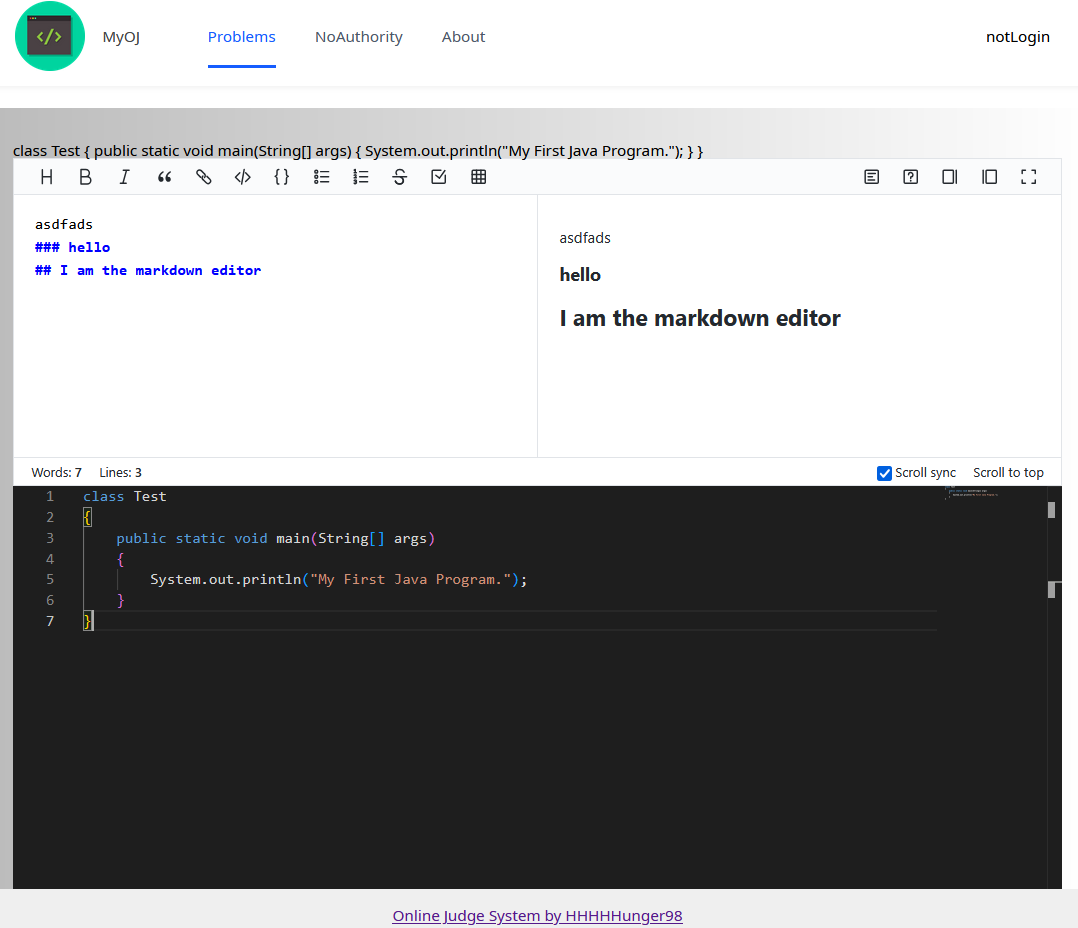 </> MyOJ Problems NoAuthority About notLogin
class Test { public static void main(String[] args) { System.out.println("My First Java Program."); } }
asdfads
### hello
## I am the markdown editor
asdfads
hello
I am the markdown editor
Words: 7 Lines: 3 Scroll sync Scroll to top
1 class Test
2 {
3 public static void main(String[] args)
4 {
5 System.out.println("My First Java Program.");
6 }
7 }
Online Judge System by HHHHHunger98